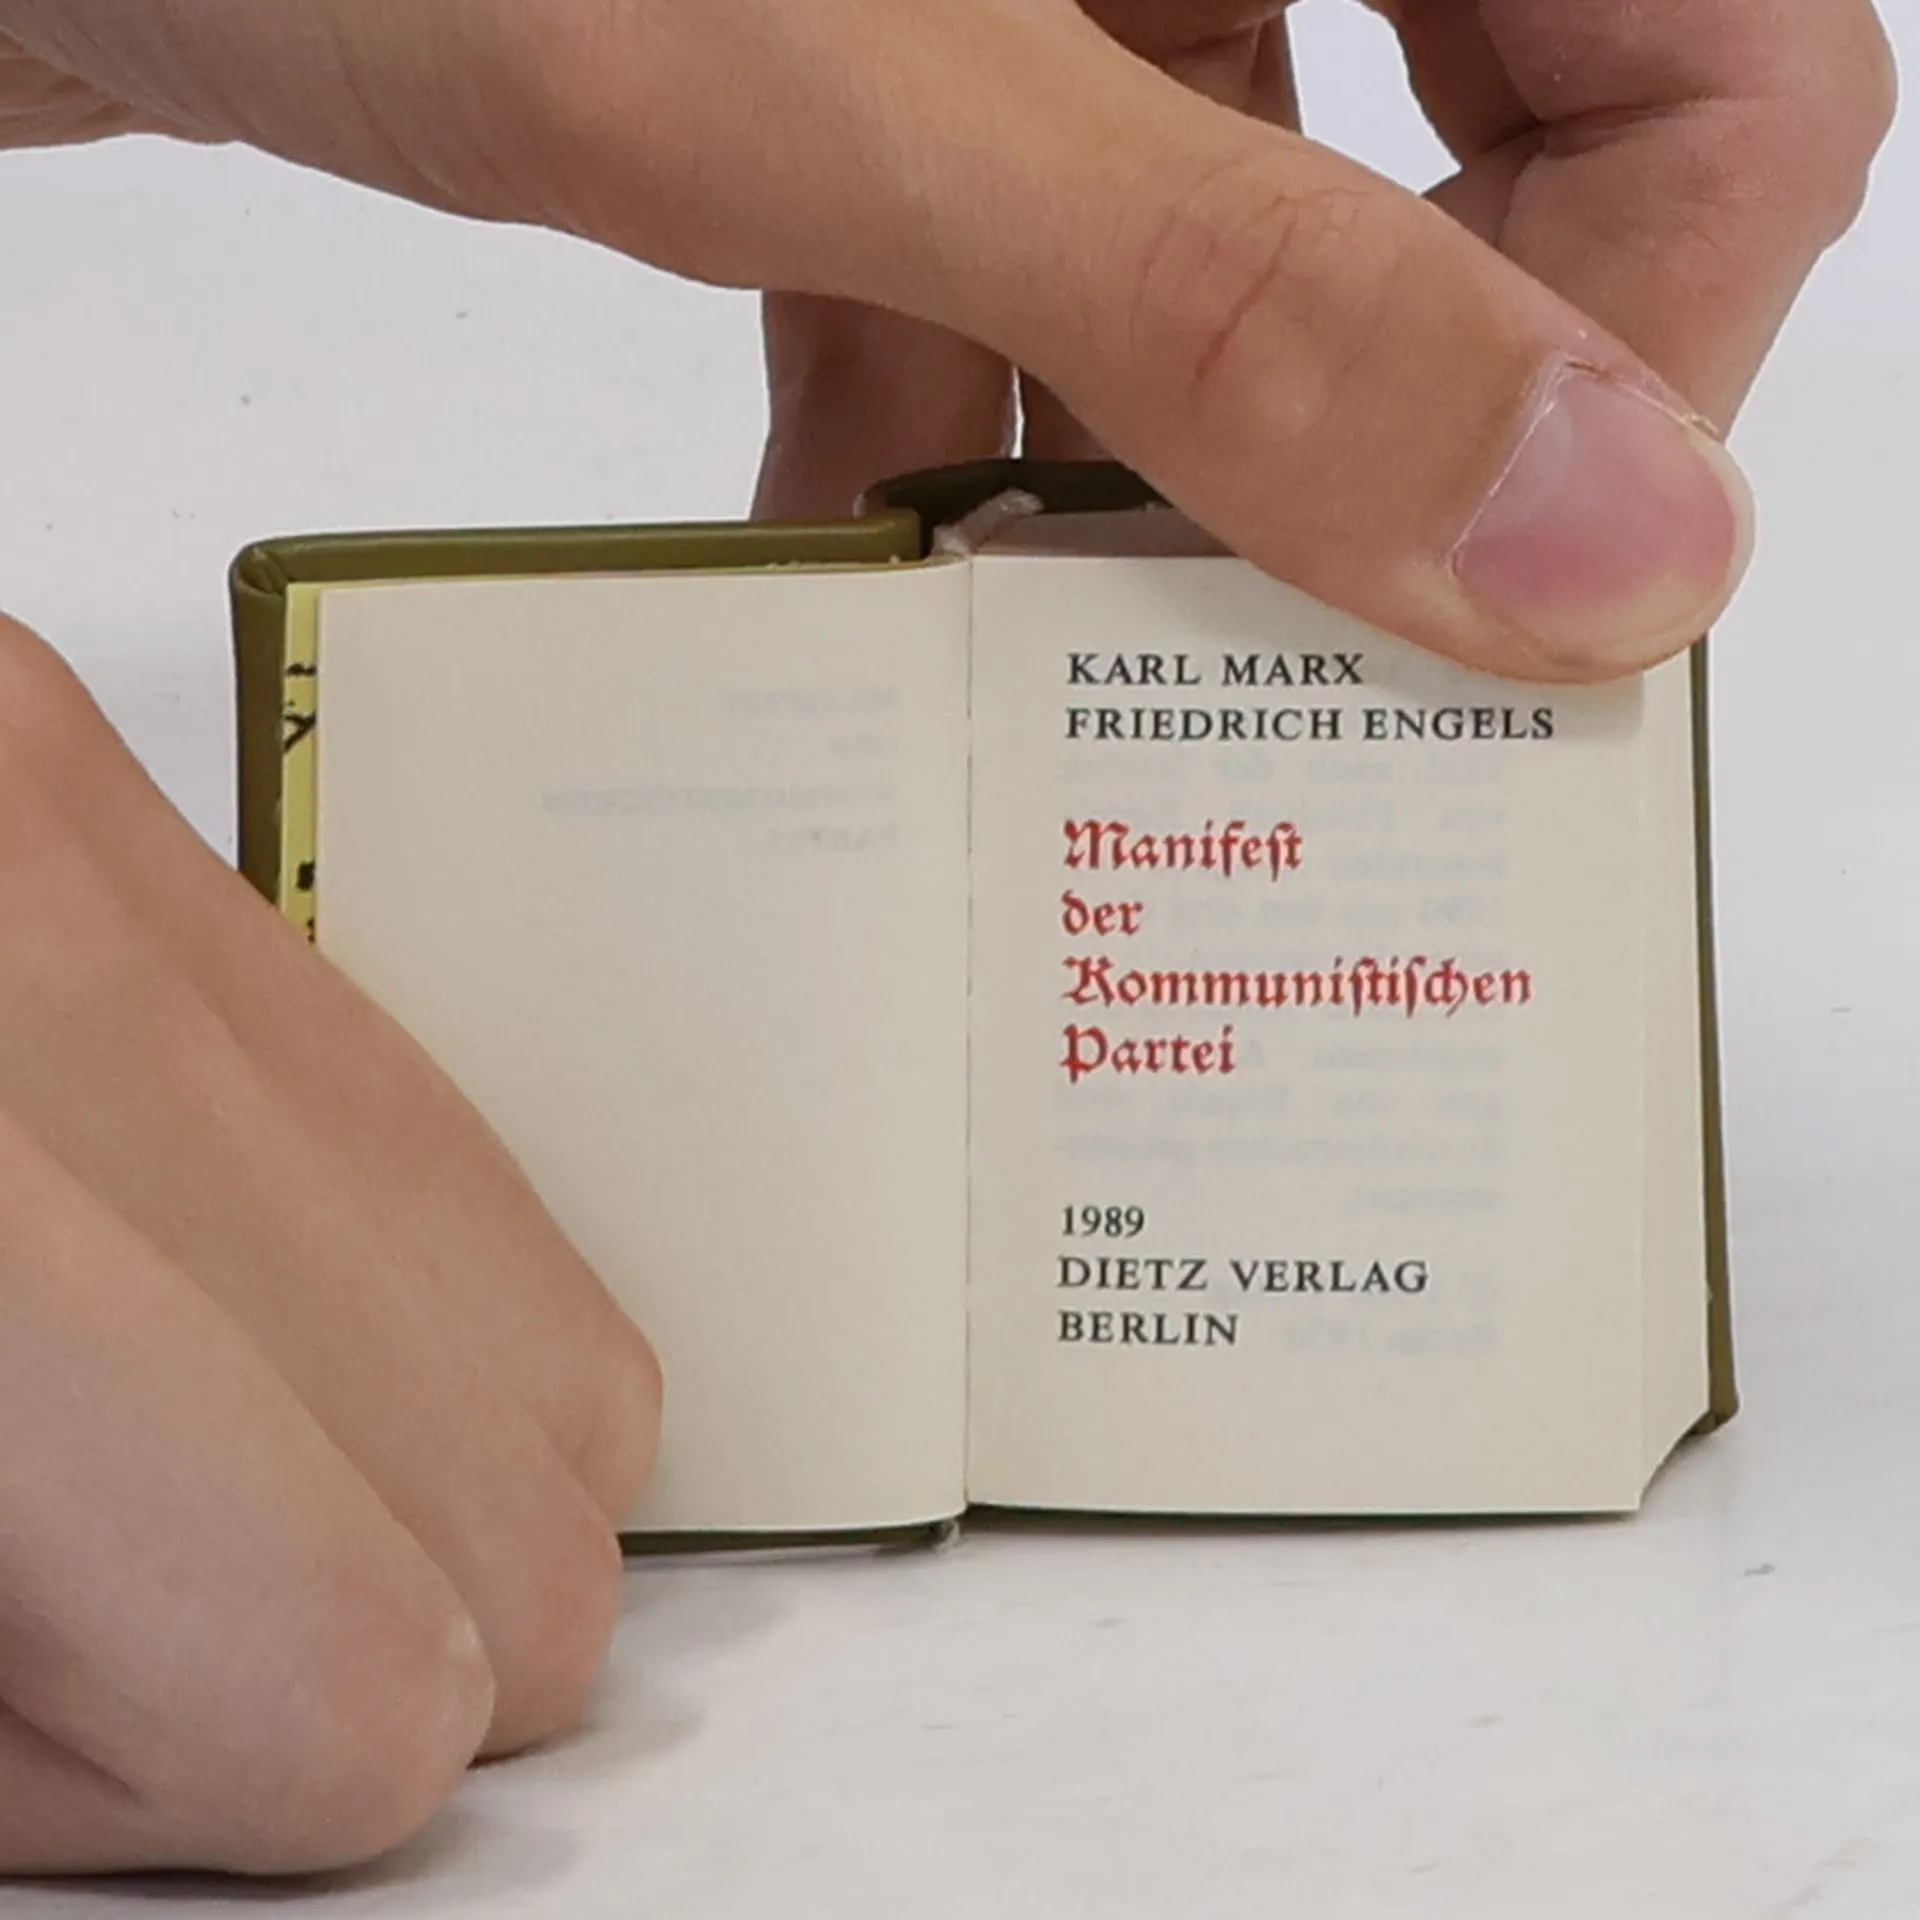 KARL MARX
FRIEDRICH ENGELS
Manifeſt
der
Kommuniſtiſchen
Partei
1989
DIETZ VERLAG
BERLIN